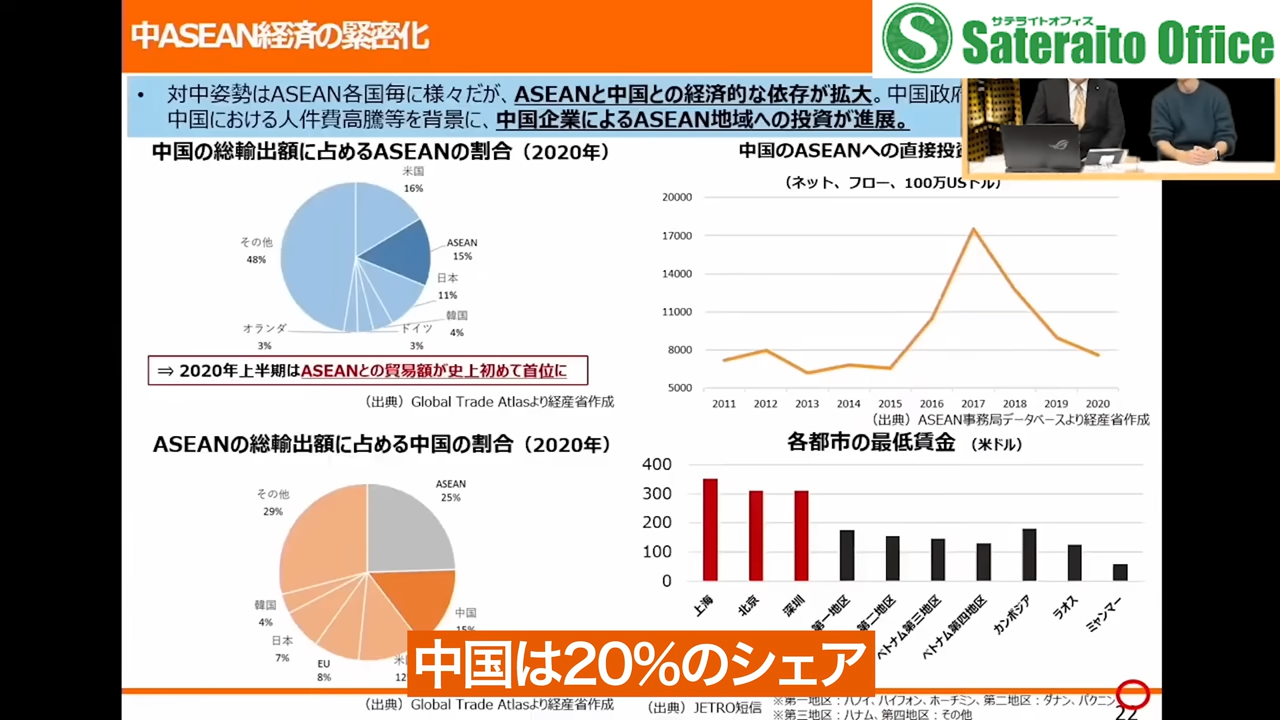 中ASEAN経済の緊密化
サテライトオフィス
Sateraito Office
• 対中姿勢はASEAN各国毎に様々だが、ASEANと中国との経済的な依存が拡大。中国政府
中国における人件費高騰等を背景に、中国企業によるASEAN地域への投資が進展。
中国の総輸出額に占めるASEANの割合（2020年）
米国
16%
ASEAN
15%
日本
11%
韓国
4%
ドイツ
3%
オランダ
3%
その他
48%
⇒ 2020年上半期はASEANとの貿易額が史上初めて首位に
（出典）Global Trade Atlasより経産省作成
中国のASEANへの直接投資
（ネット、フロー、100万USドル）
20000
17000
14000
11000
8000
5000
2011 2012 2013 2014 2015 2016 2017 2018 2019 2020
（出典）ASEAN事務局データベースより経産省作成
ASEANの総輸出額に占める中国の割合（2020年）
ASEAN
25%
中国
15%
米
12
EU
8%
日本
7%
韓国
4%
その他
29%
（出典）Global Trade Atlasより経産省作成
各都市の最低賃金（米ドル）
400
300
200
100
0
上海
北京
深圳
第一地区
第二地区
ベトナム第三地区
ベトナム第四地区
カンボジア
ラオス
ミャンマー
（出典）JETRO短信
※第一地区：ハノイ、ハイフォン、ホーチミン、第二地区：ダナン、バクニン、
※第三地区：ハナム、第四地区：その他
22
中国は20%のシェア